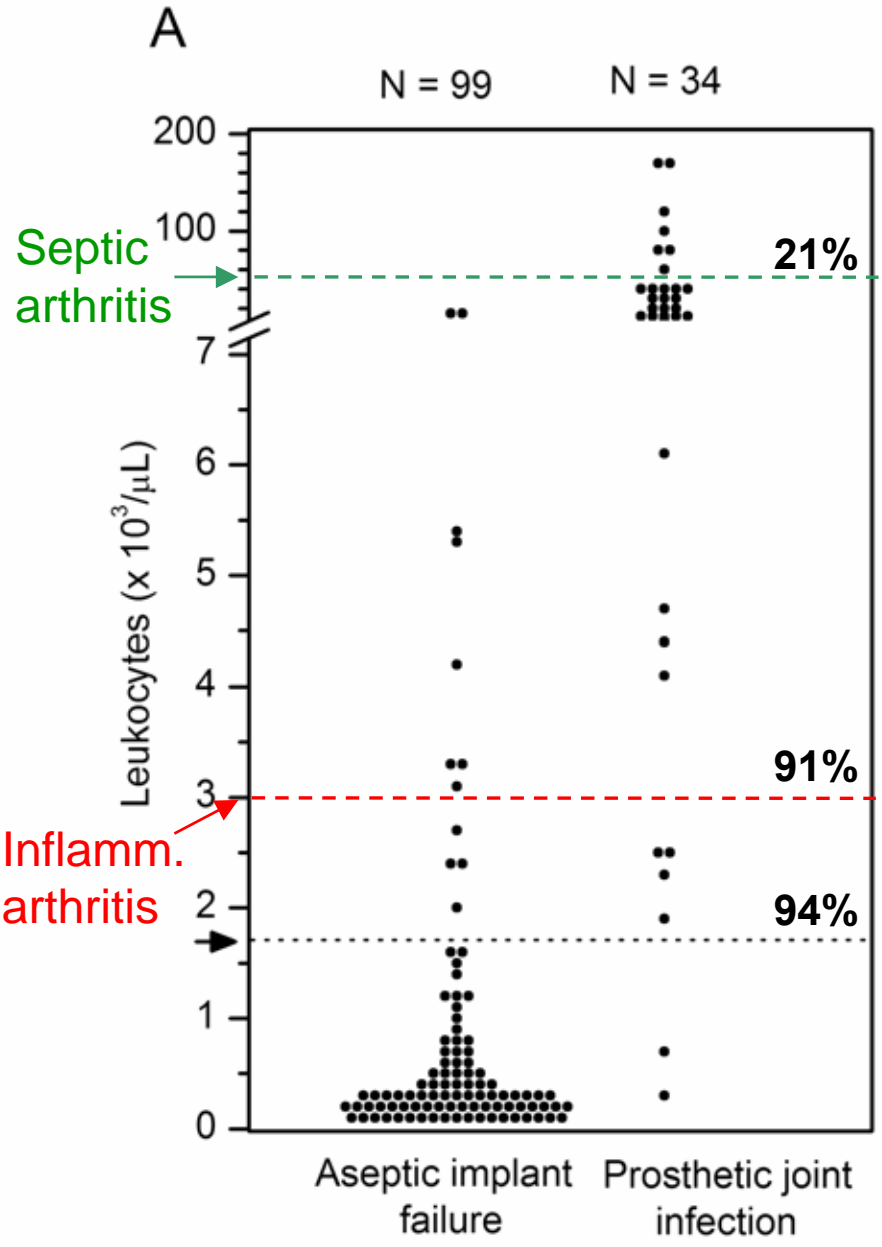 A
N = 99
N = 34
200
100
Septic
arthritis
21%
7
6
5
4
3
2
1
0
Leukocytes (x 10³/μL)
91%
Inflamm.
arthritis
94%
Aseptic implant
failure
Prosthetic joint
infection